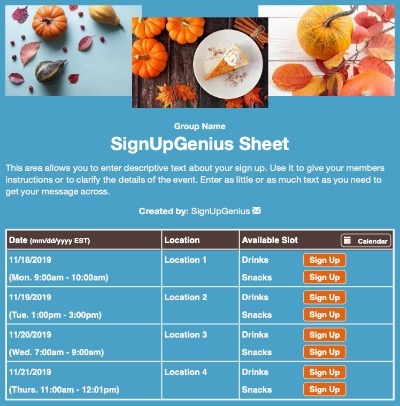 Group Name
SignUpGenius Sheet
This area allows you to enter descriptive text about your sign up. Use it to give your members
instructions or to clarify the details of the event. Enter as little or as much text as you need to
get your message across.
Created by: SignUpGenius
Date (mm/dd/yyyy EST) Location Available Slot Calendar
11/18/2019 Location 1 Drinks Sign Up
(Mon. 9:00am - 10:00am) Snacks Sign Up
11/19/2019 Location 2 Drinks Sign Up
(Tue. 1:00pm - 3:00pm) Snacks Sign Up
11/20/2019 Location 3 Drinks Sign Up
(Wed. 7:00am - 9:00am) Snacks Sign Up
11/21/2019 Location 4 Drinks Sign Up
(Thurs. 11:00am - 12:01pm) Snacks Sign Up